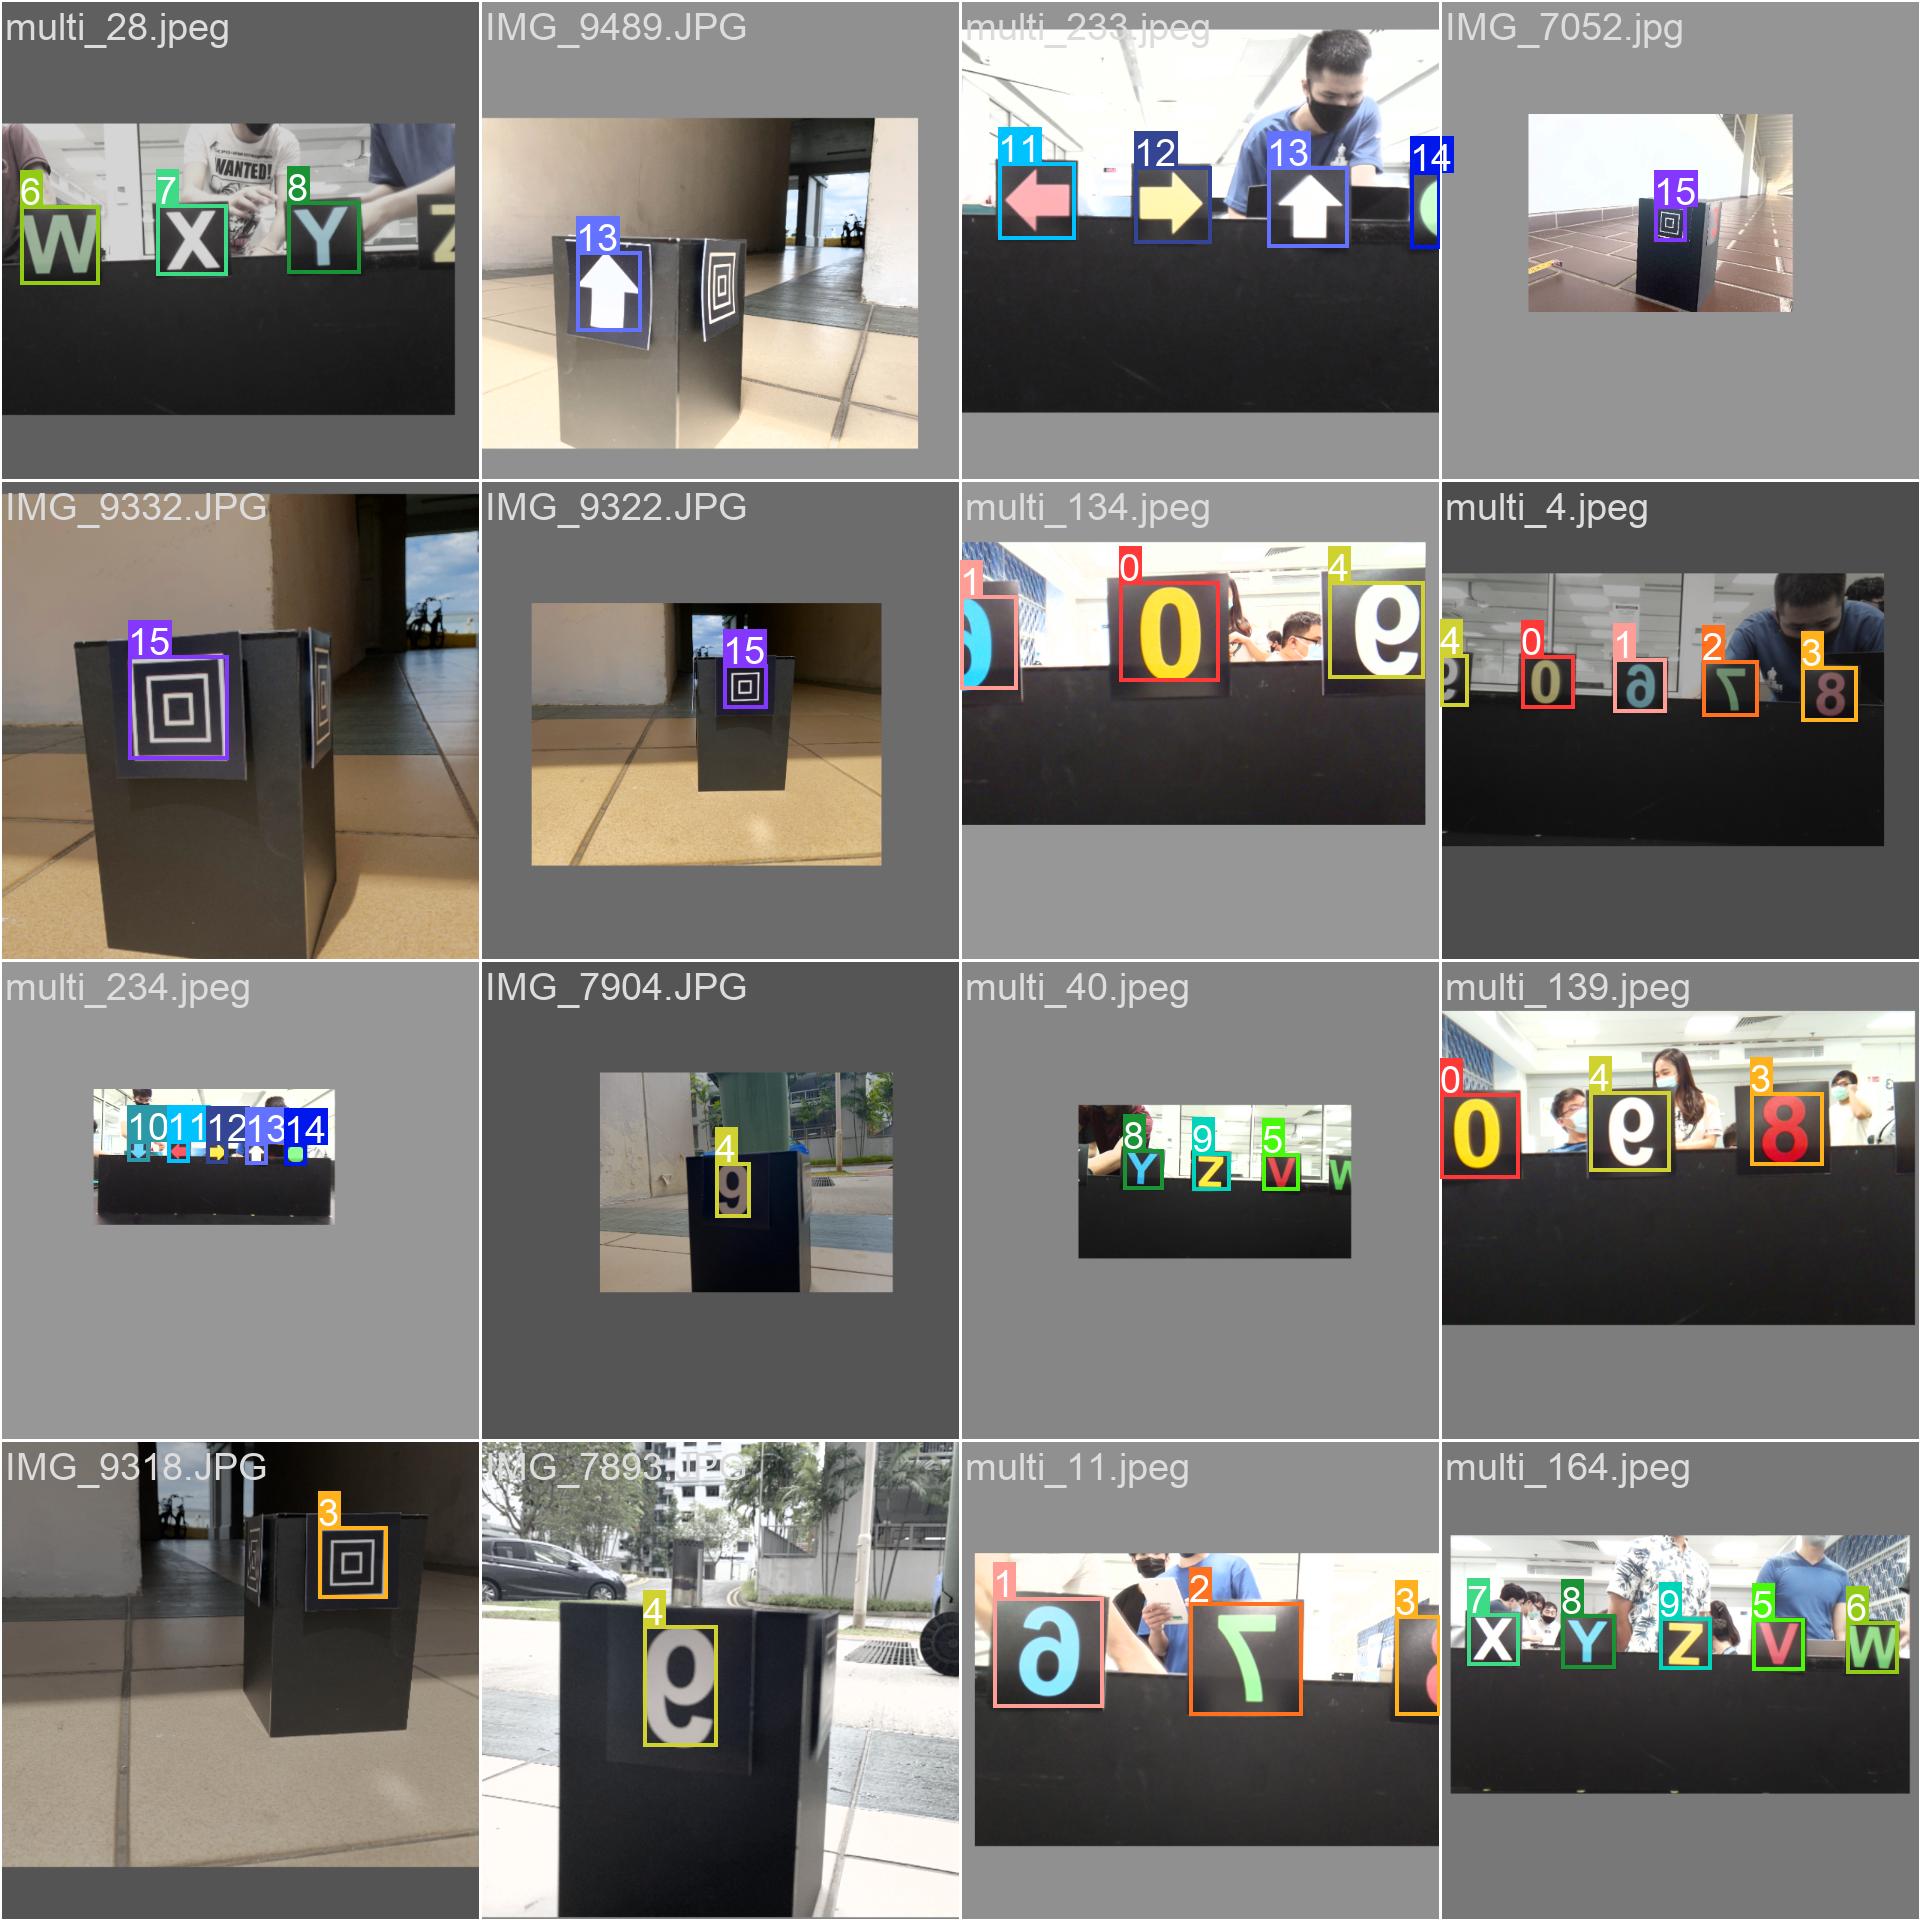 multi_28.jpeg
6 7 8
WANTED!
W X Y Z
IMG_9489.JPG
13
multi_233.jpeg
11 12 13 14
IMG_7052.jpg
15
IMG_9332.JPG
15
IMG_9322.JPG
15
multi_134.jpeg
1 0 4
6 0 9
multi_4.jpeg
4 0 1 2 3
9 0 6 7 8
multi_234.jpeg
10 11 12 13 14
IMG_7904.JPG
4
9
multi_40.jpeg
8 9 5
Y Z V W
multi_139.jpeg
0 4 3
0 9 8
IMG_9318.JPG
3
IMG_7893.JPG
4
9
multi_11.jpeg
1 2 3
6 7 8
multi_164.jpeg
7 8 9 5 6
X Y Z V W